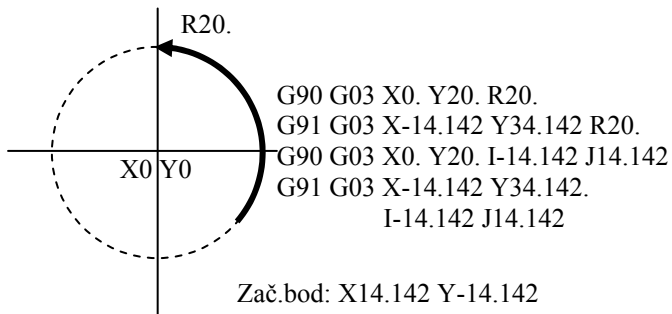 R20.
G90 G03 X0. Y20. R20.
G91 G03 X-14.142 Y34.142 R20.
G90 G03 X0. Y20. I-14.142 J14.142
X0 Y0
G91 G03 X-14.142 Y34.142.
I-14.142 J14.142
Zač.bod: X14.142 Y-14.142